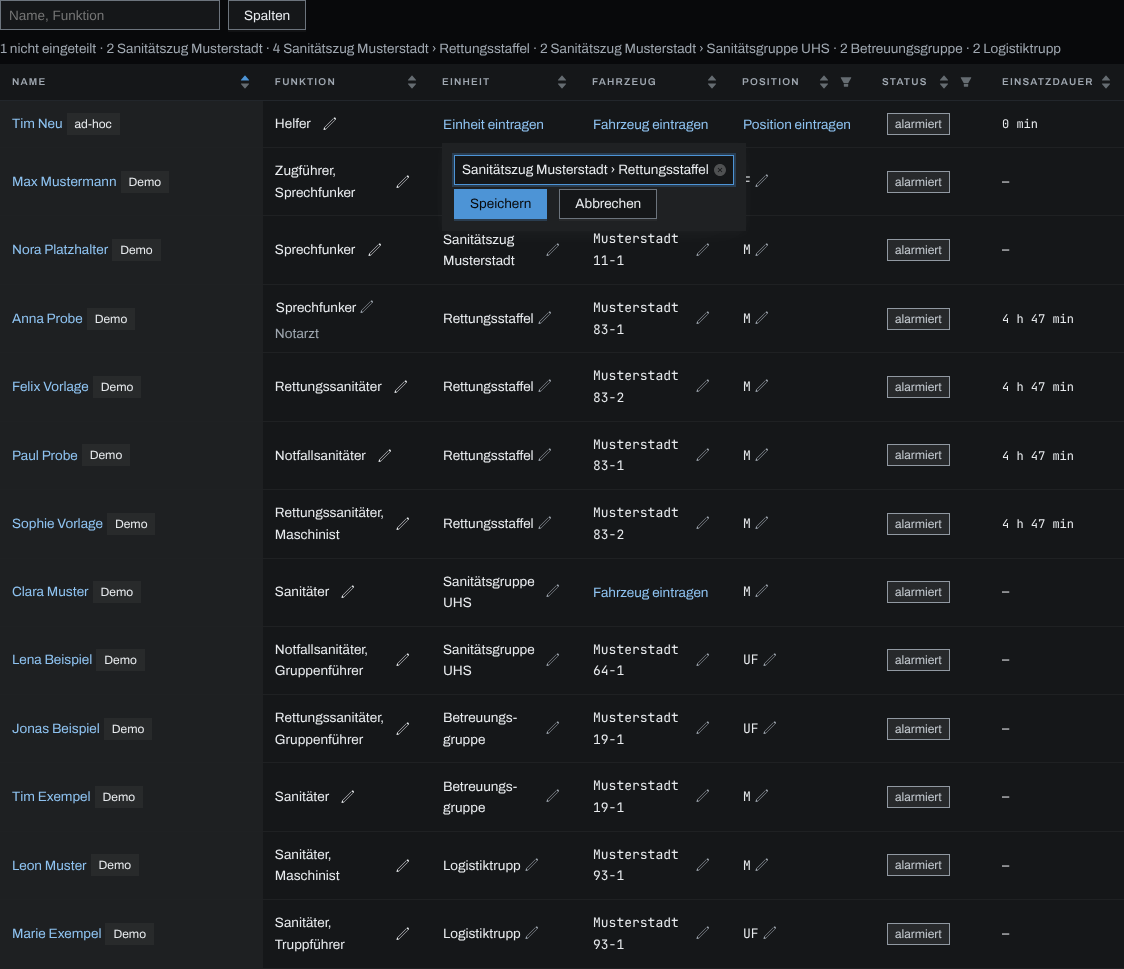 Name, Funktion
Spalten
1 nicht eingeteilt · 2 Sanitätszug Musterstadt · 4 Sanitätszug Musterstadt › Rettungsstaffel · 2 Sanitätszug Musterstadt › Sanitätsgruppe UHS · 2 Betreuungsgruppe · 2 Logistiktrupp
NAME FUNKTION EINHEIT FAHRZEUG POSITION STATUS EINSATZDAUER
Tim Neu ad-hoc Helfer Einheit eintragen Fahrzeug eintragen Position eintragen alarmiert 0 min
Sanitätszug Musterstadt › Rettungsstaffel
Speichern Abbrechen
Max Mustermann Demo Zugführer,
Sprechfunker
alarmiert –
Nora Platzhalter Demo Sprechfunker Sanitätszug
Musterstadt
Musterstadt
11-1
M alarmiert –
Anna Probe Demo Sprechfunker
Notarzt
Rettungsstaffel Musterstadt
83-1
M alarmiert 4 h 47 min
Felix Vorlage Demo Rettungssanitäter Rettungsstaffel Musterstadt
83-2
M alarmiert 4 h 47 min
Paul Probe Demo Notfallsanitäter Rettungsstaffel Musterstadt
83-1
M alarmiert 4 h 47 min
Sophie Vorlage Demo Rettungssanitäter,
Maschinist
Rettungsstaffel Musterstadt
83-2
M alarmiert 4 h 47 min
Clara Muster Demo Sanitäter Sanitätsgruppe
UHS
Fahrzeug eintragen M alarmiert –
Lena Beispiel Demo Notfallsanitäter,
Gruppenführer
Sanitätsgruppe
UHS
Musterstadt
64-1
UF alarmiert –
Jonas Beispiel Demo Rettungssanitäter,
Gruppenführer
Betreuungs-
gruppe
Musterstadt
19-1
UF alarmiert –
Tim Exempel Demo Sanitäter Betreuungs-
gruppe
Musterstadt
19-1
M alarmiert –
Leon Muster Demo Sanitäter,
Maschinist
Logistiktrupp Musterstadt
93-1
M alarmiert –
Marie Exempel Demo Sanitäter,
Truppführer
Logistiktrupp Musterstadt
93-1
UF alarmiert –